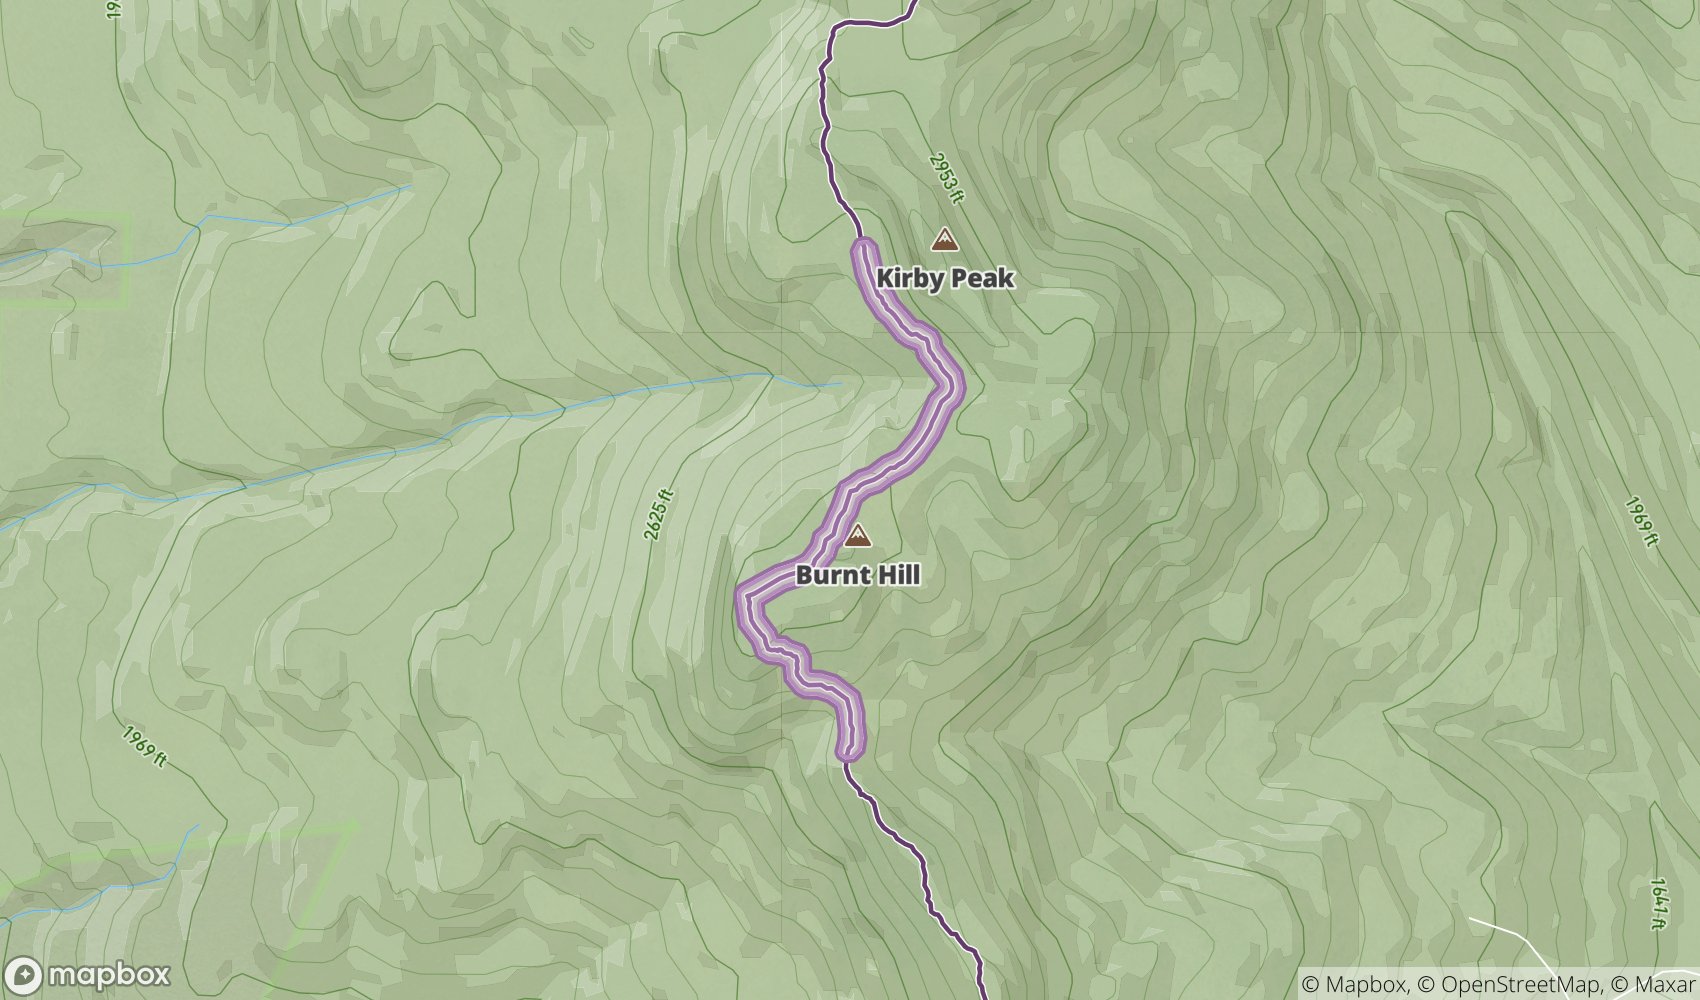 2953 ft
Kirby Peak
2625 ft
1969 ft
Burnt Hill
1969 ft
1641 ft
mapbox
© Mapbox, © OpenStreetMap, © Maxar